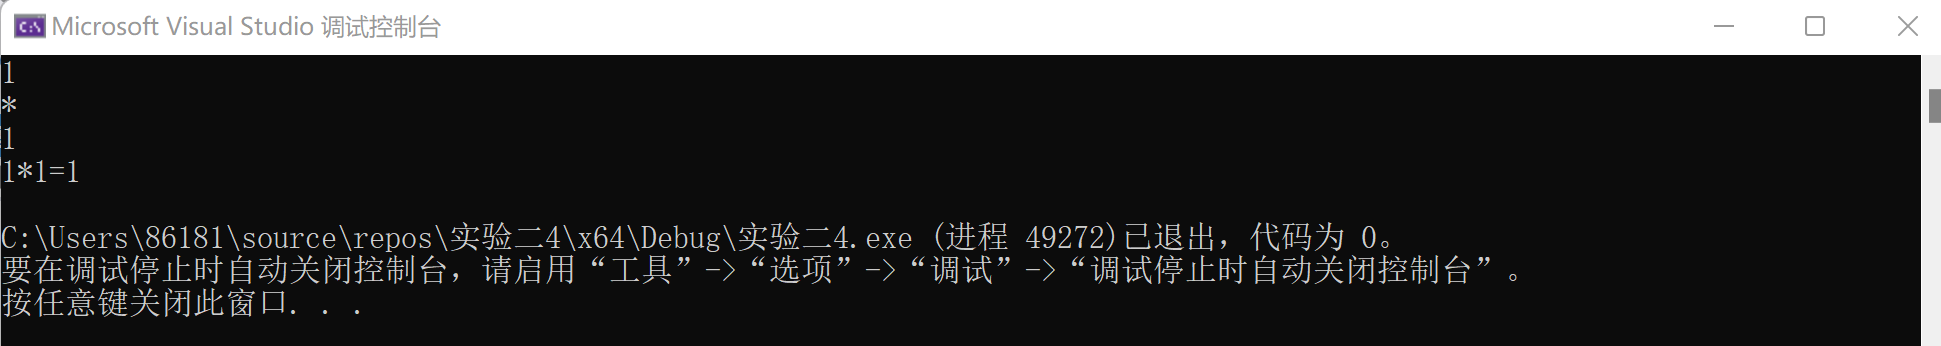 Microsoft Visual Studio 调试控制台
1
*
1
1*1=1
C:\Users\86181\source\repos\实验二4\x64\Debug\实验二4.exe (进程 49272)已退出，代码为 0。
要在调试停止时自动关闭控制台，请启用“工具”->“选项”->“调试”->“调试停止时自动关闭控制台”。
按任意键关闭此窗口. . .